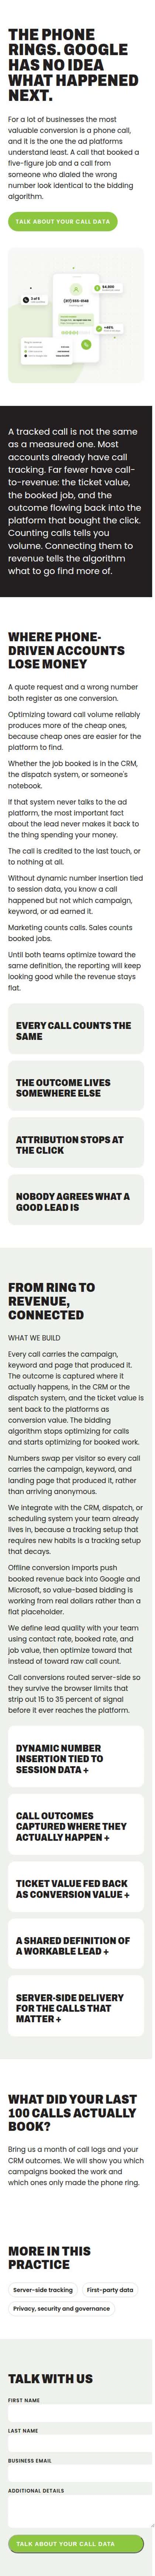 THE PHONE
RINGS. GOOGLE
HAS NO IDEA
WHAT HAPPENED
NEXT.
For a lot of businesses the most
valuable conversion is a phone call,
and it is the one the ad platforms
understand least. A call that booked a
five-figure job and a call from
someone who dialed the wrong
number look identical to the bidding
algorithm.
TALK ABOUT YOUR CALL DATA
A tracked call is not the same
as a measured one. Most
accounts already have call
tracking. Far fewer have call-
to-revenue: the ticket value,
the booked job, and the
outcome flowing back into the
platform that bought the click.
Counting calls tells you
volume. Connecting them to
revenue tells the algorithm
what to go find more of.
WHERE PHONE-
DRIVEN ACCOUNTS
LOSE MONEY
A quote request and a wrong number
both register as one conversion.
Optimizing toward call volume reliably
produces more of the cheap ones,
because cheap ones are easier for the
platform to find.
Whether the job booked is in the CRM,
the dispatch system, or someone's
notebook.
If that system never talks to the ad
platform, the most important fact
about the lead never makes it back to
the thing spending your money.
The call is credited to the last touch, or
to nothing at all.
Without dynamic number insertion tied
to session data, you know a call
happened but not which campaign,
keyword, or ad earned it.
Marketing counts calls. Sales counts
booked jobs.
Until both teams optimize toward the
same definition, the reporting will keep
looking good while the revenue stays
flat.
EVERY CALL COUNTS THE
SAME
THE OUTCOME LIVES
SOMEWHERE ELSE
ATTRIBUTION STOPS AT
THE CLICK
NOBODY AGREES WHAT A
GOOD LEAD IS
FROM RING TO
REVENUE,
CONNECTED
WHAT WE BUILD
Every call carries the campaign,
keyword and page that produced it.
The outcome is captured where it
actually happens, in the CRM or the
dispatch system, and the ticket value is
sent back to the platforms as
conversion value. The bidding
algorithm stops optimizing for calls
and starts optimizing for booked work.
Numbers swap per visitor so every call
carries the campaign, keyword, and
landing page that produced it, rather
than arriving anonymous.
We integrate with the CRM, dispatch, or
scheduling system your team already
lives in, because a tracking setup that
requires new habits is a tracking setup
that decays.
Offline conversion imports push
booked revenue back into Google and
Microsoft, so value-based bidding is
working from real dollars rather than a
flat placeholder.
We define lead quality with your team
using contact rate, booked rate, and
job value, then optimize toward that
instead of toward raw call count.
Call conversions routed server-side so
they survive the browser limits that
strip out 15 to 35 percent of signal
before it ever reaches the platform.
DYNAMIC NUMBER
INSERTION TIED TO
SESSION DATA +
CALL OUTCOMES
CAPTURED WHERE THEY
ACTUALLY HAPPEN +
TICKET VALUE FED BACK
AS CONVERSION VALUE +
A SHARED DEFINITION OF
A WORKABLE LEAD +
SERVER-SIDE DELIVERY
FOR THE CALLS THAT
MATTER +
WHAT DID YOUR LAST
100 CALLS ACTUALLY
BOOK?
Bring us a month of call logs and your
CRM outcomes. We will show you which
campaigns booked the work and
which ones only made the phone ring.
MORE IN THIS
PRACTICE
Server-side tracking
First-party data
Privacy, security and governance
TALK WITH US
FIRST NAME
LAST NAME
BUSINESS EMAIL
ADDITIONAL DETAILS
TALK ABOUT YOUR CALL DATA